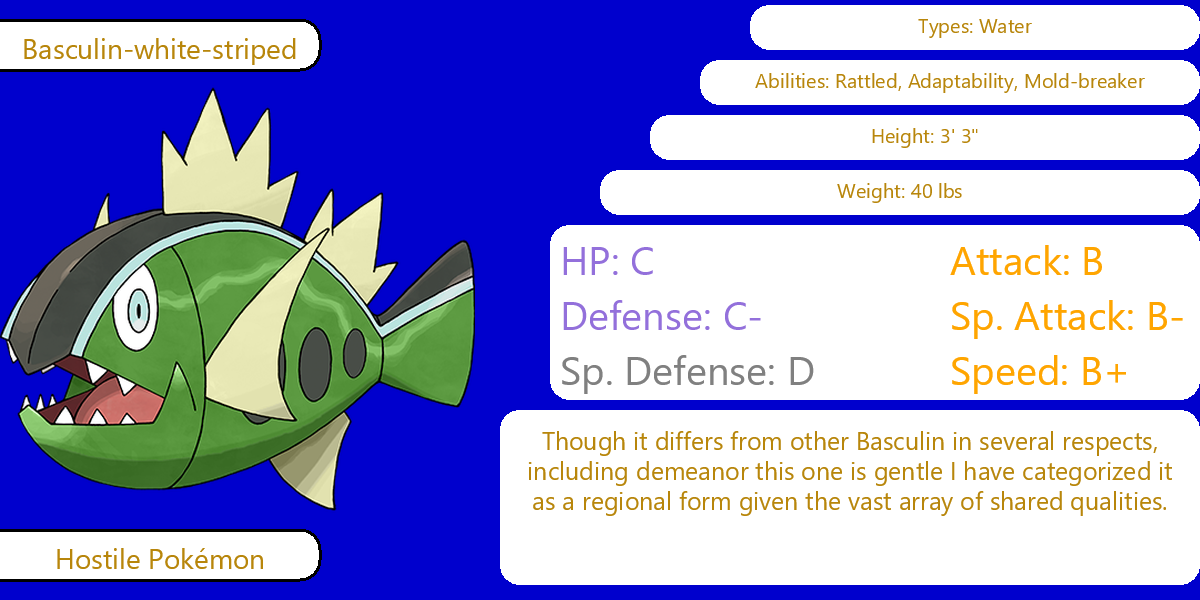 Basculin-white-striped
Types: Water
Abilities: Rattled, Adaptability, Mold-breaker
Height: 3' 3"
Weight: 40 lbs
HP: C
Attack: B
Defense: C-
Sp. Attack: B-
Sp. Defense: D
Speed: B+
Though it differs from other Basculin in several respects,
including demeanor this one is gentle I have categorized it
as a regional form given the vast array of shared qualities.
Hostile Pokémon